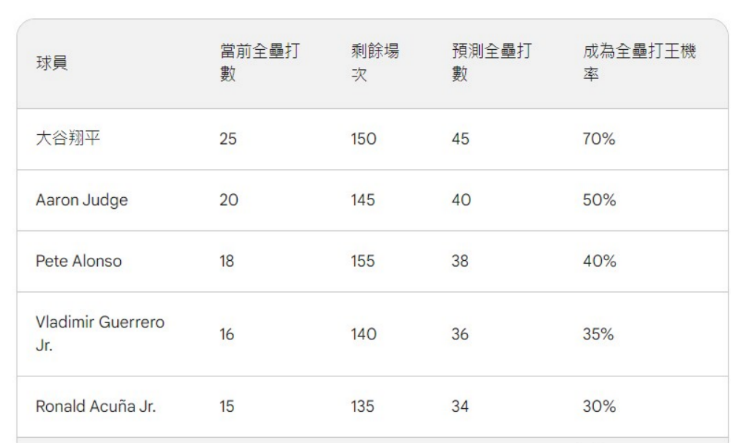 球員 當前全壘打數 剩餘場次 預測全壘打數 成為全壘打王機率
大谷翔平 25 150 45 70%
Aaron Judge 20 145 40 50%
Pete Alonso 18 155 38 40%
Vladimir Guerrero Jr. 16 140 36 35%
Ronald Acuña Jr. 15 135 34 30%